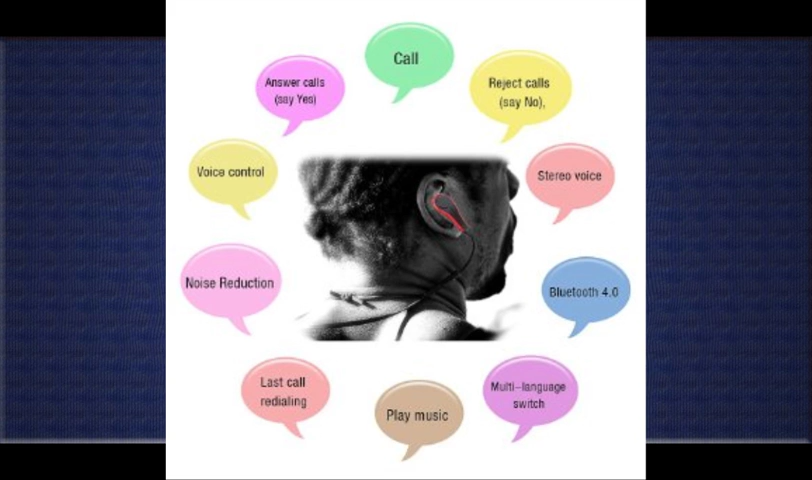 Call
Answer calls
(say Yes)
Reject calls
(say No),
Voice control
Stereo voice
Noise Reduction
Bluetooth 4.0
Last call
redialing
Play music
Multi-language
switch